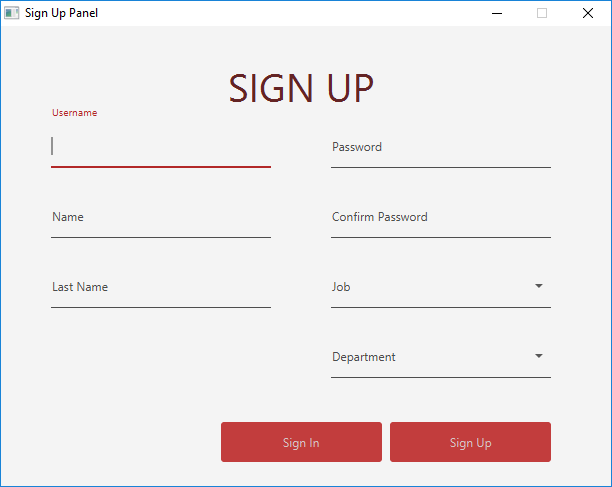 Sign Up Panel
SIGN UP
Username
Password
Name
Confirm Password
Last Name
Job
Department
Sign In
Sign Up